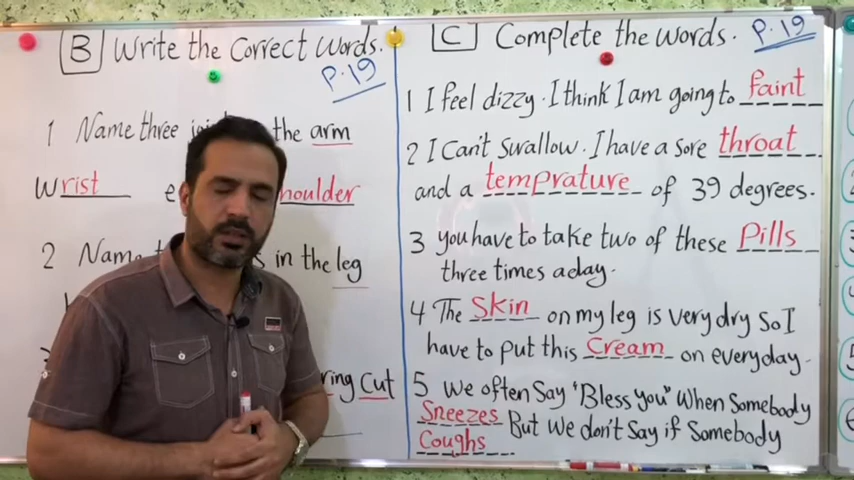 B Write the Correct Words.
P.19
1 Name three the arm
wrist houlder
2 Name in the leg
ring cut
C Complete the words. P.19
1 I feel dizzy. I think I am going to faint
2 I Can't Swallow. I have a sore throat
and a temprature of 39 degrees.
3 you have to take two of these Pills
three times a day.
4 The Skin on my leg is very dry So I
have to put this Cream on everyday.
5 We often Say "Bless you" When Somebody
Sneezes But We don't Say if Somebody
Coughs